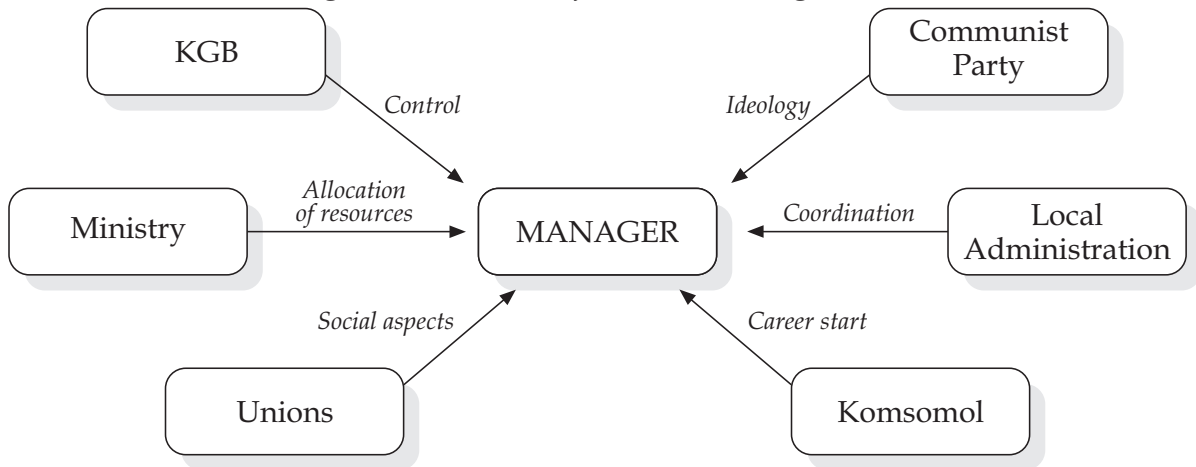 KGB
Communist
Party
Control
Ideology
Ministry
Allocation
of resources
MANAGER
Coordination
Local
Administration
Social aspects
Career start
Unions
Komsomol